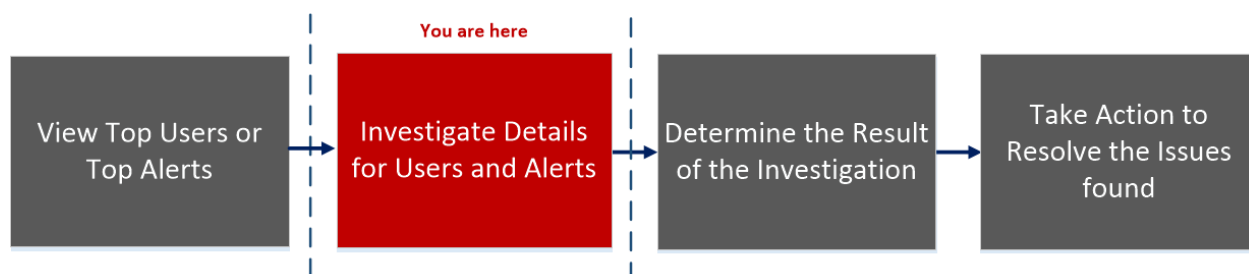 You are here
View Top Users or
Top Alerts
Investigate Details
for Users and Alerts
Determine the Result
of the Investigation
Take Action to
Resolve the Issues
found